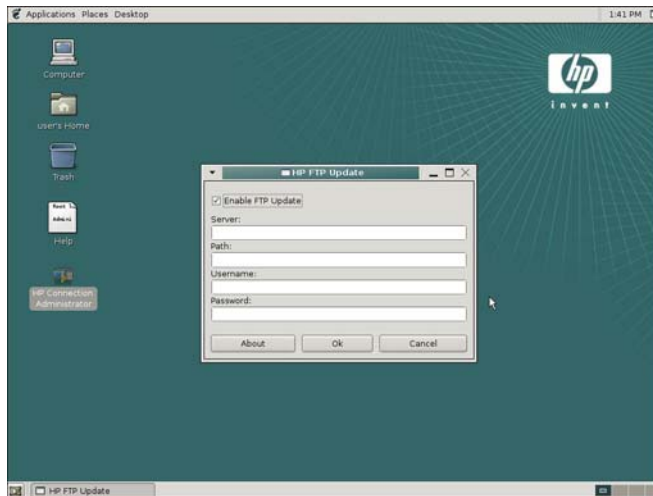 Applications Places Desktop
1:41 PM
Computer
user's Home
Trash
Help
HP Connection
Administrator
hp
invent
HP FTP Update
Enable FTP Update
Server:
Path:
Username:
Password:
About
Ok
Cancel
HP FTP Update